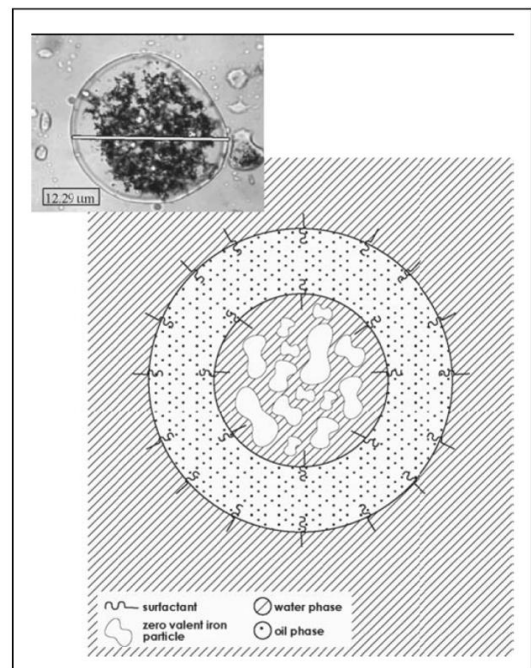 12.29 um
surfactant
water phase
zero valent iron
particle
oil phase